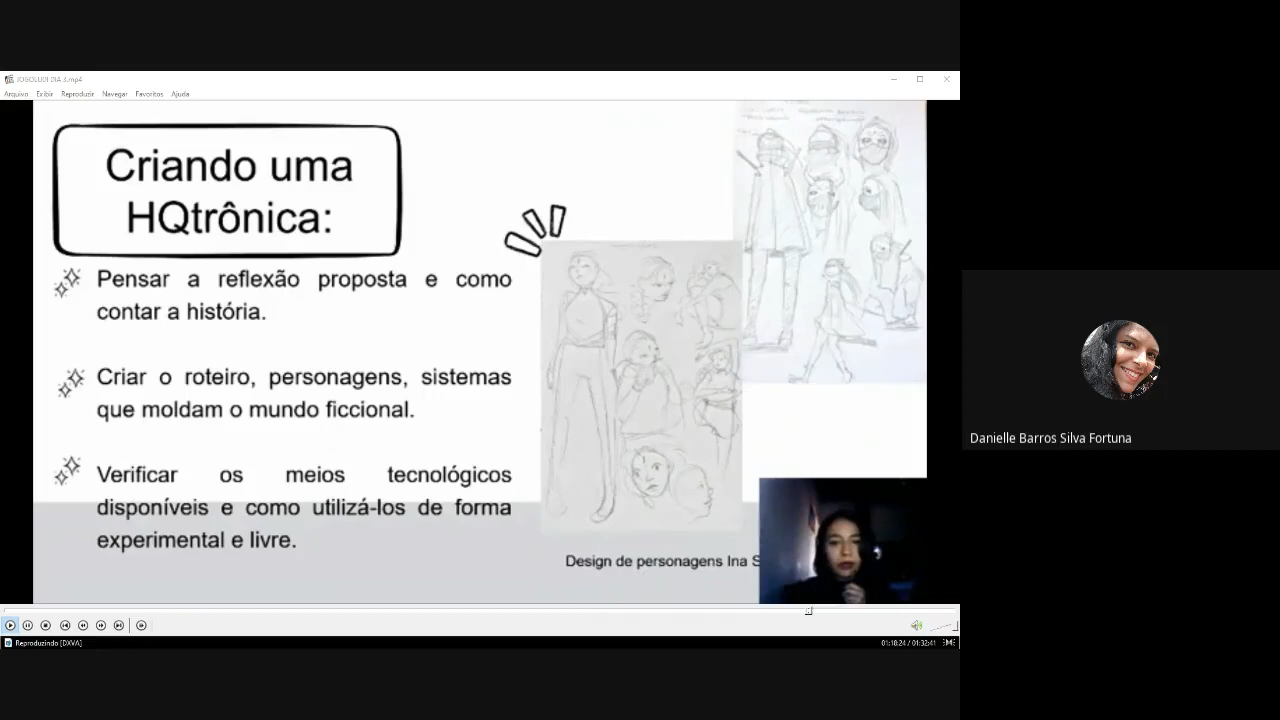 JOGOLUDI DIA 3.mp4
Arquivo Exibir Reproduzir Navegar Favoritos Ajuda
Criando uma
HQtrônica:
Pensar a reflexão proposta e como
contar a história.
Criar o roteiro, personagens, sistemas
que moldam o mundo ficcional.
Verificar os meios tecnológicos
disponíveis e como utilizá-los de forma
experimental e livre.
Design de personagens Ina S
Danielle Barros Silva Fortuna
Reproduzindo [DXVA]
01:18:24 / 01:32:41